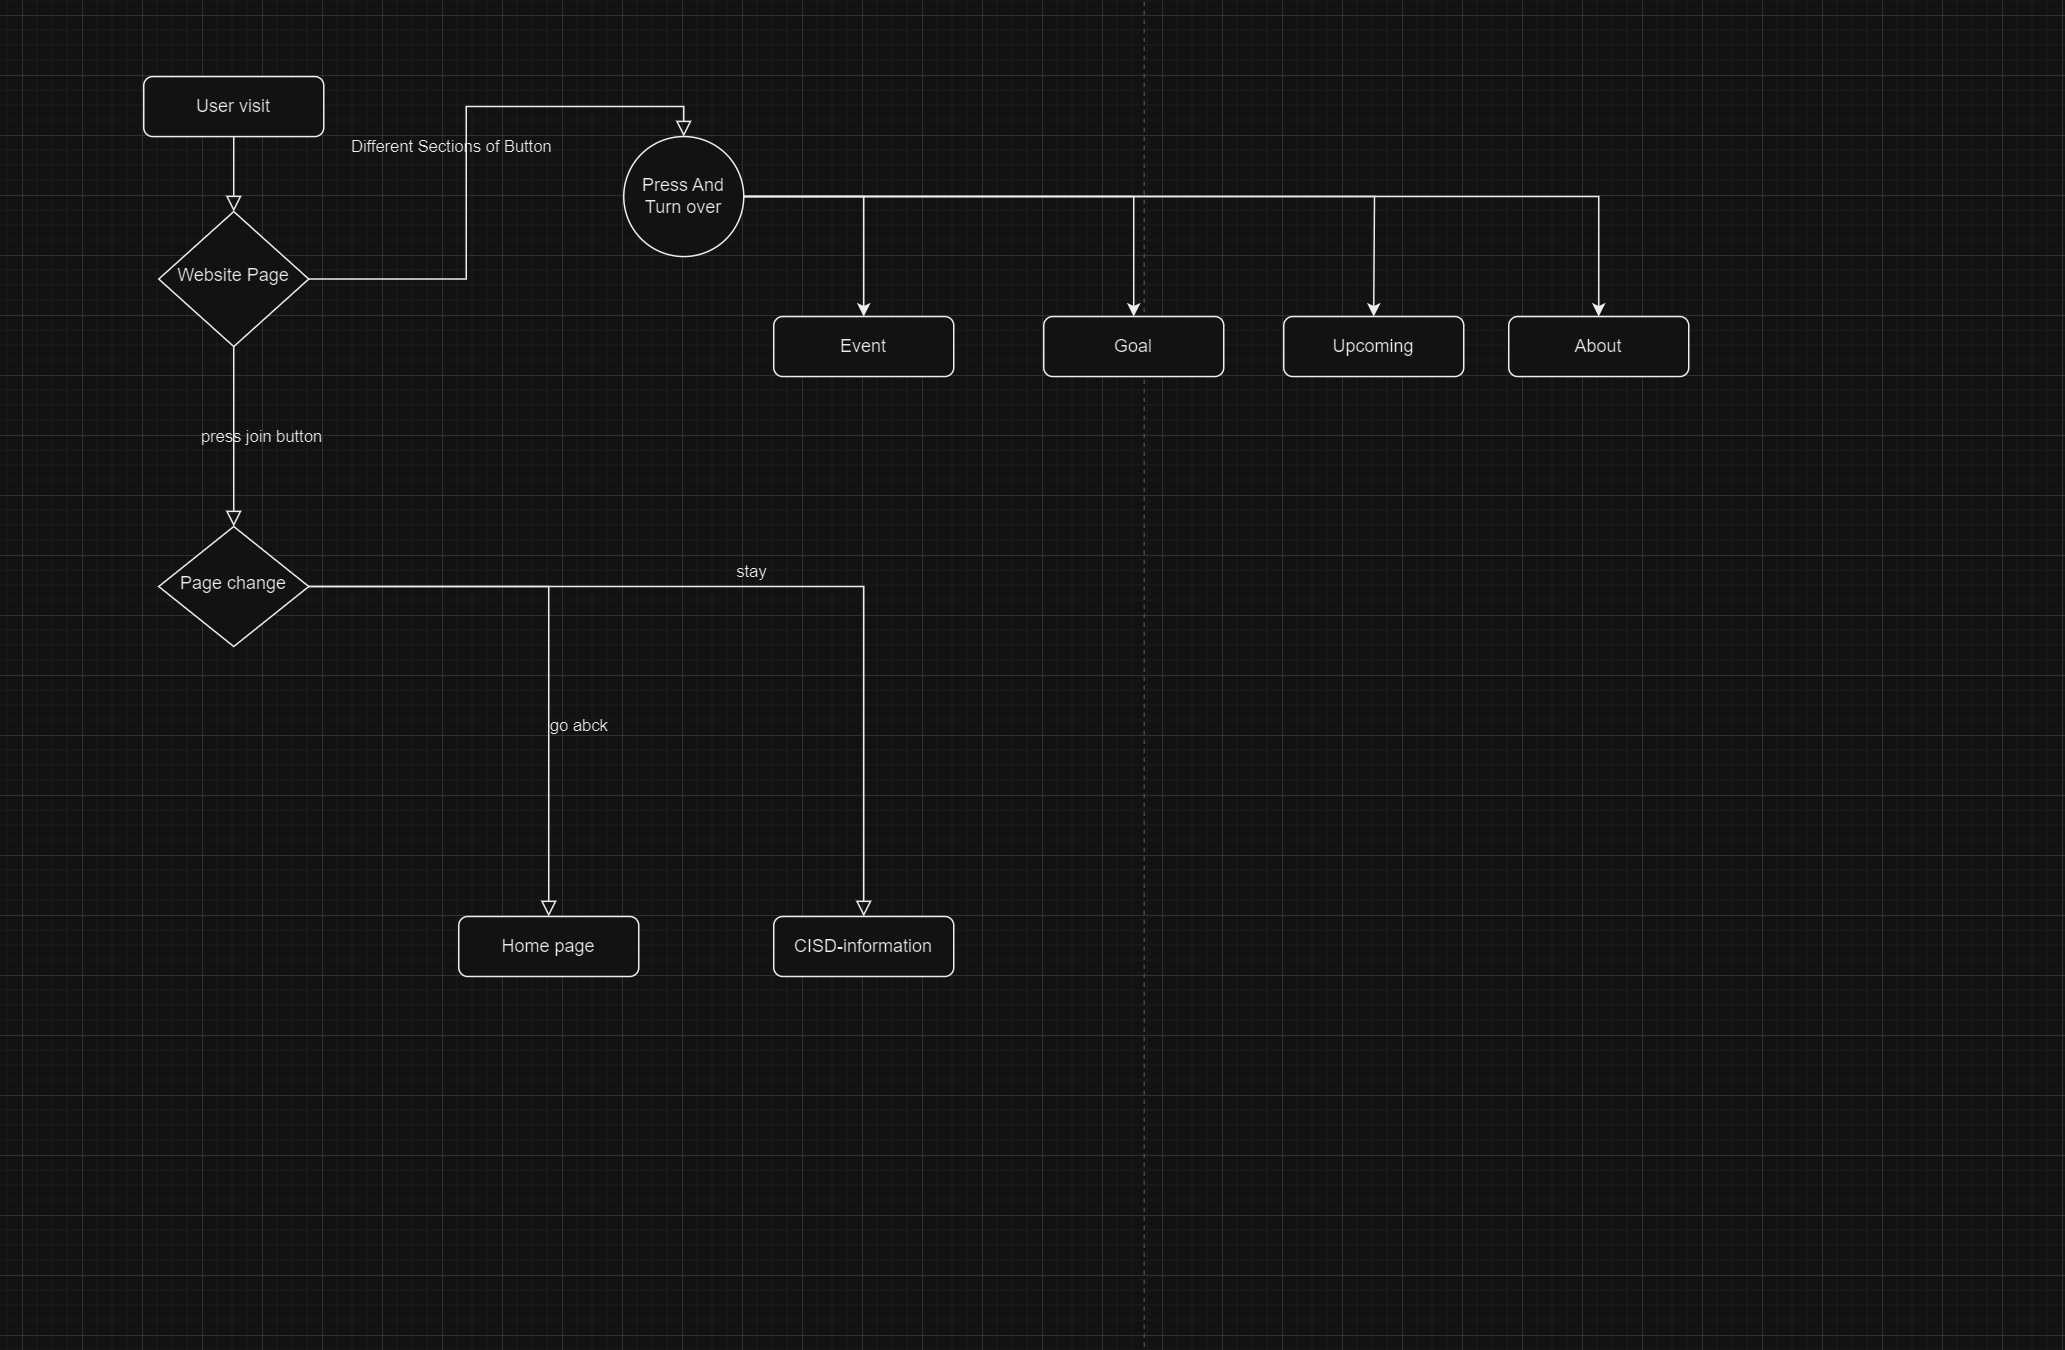 User visit
Different Sections of Button
Press And
Turn over
Website Page
Event
Goal
Upcoming
About
press join button
Page change
stay
go abck
Home page
CISD-information